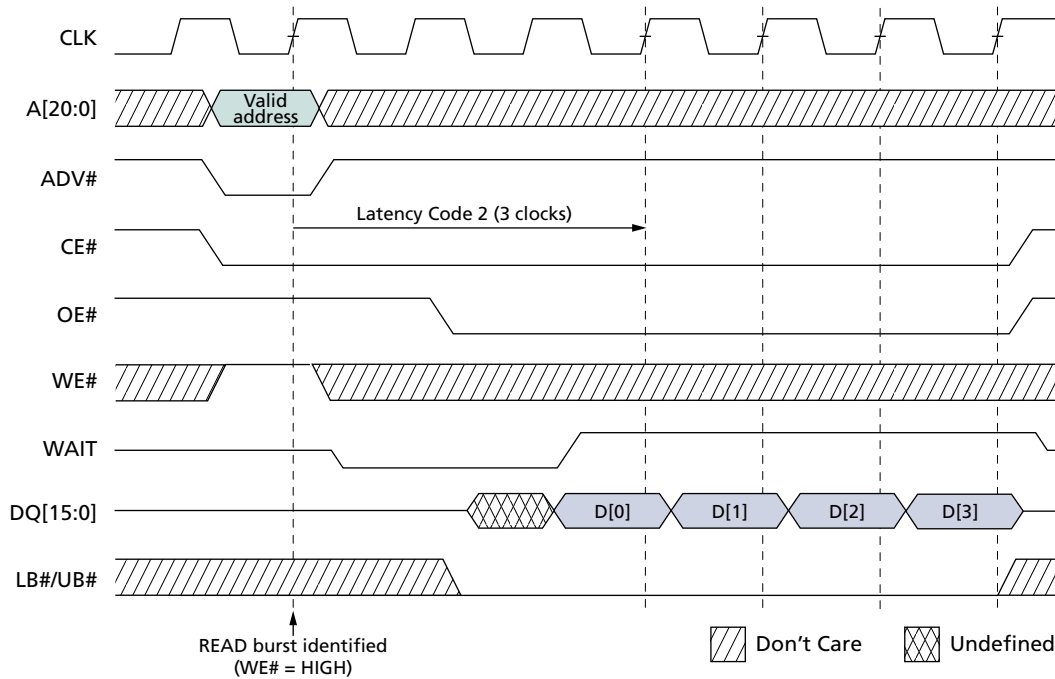 CLK
A[20:0]
Valid
address
ADV#
Latency Code 2 (3 clocks)
CE#
OE#
WE#
WAIT
DQ[15:0]
D[0] D[1] D[2] D[3]
LB#/UB#
READ burst identified
(WE# = HIGH)
Don't Care Undefined